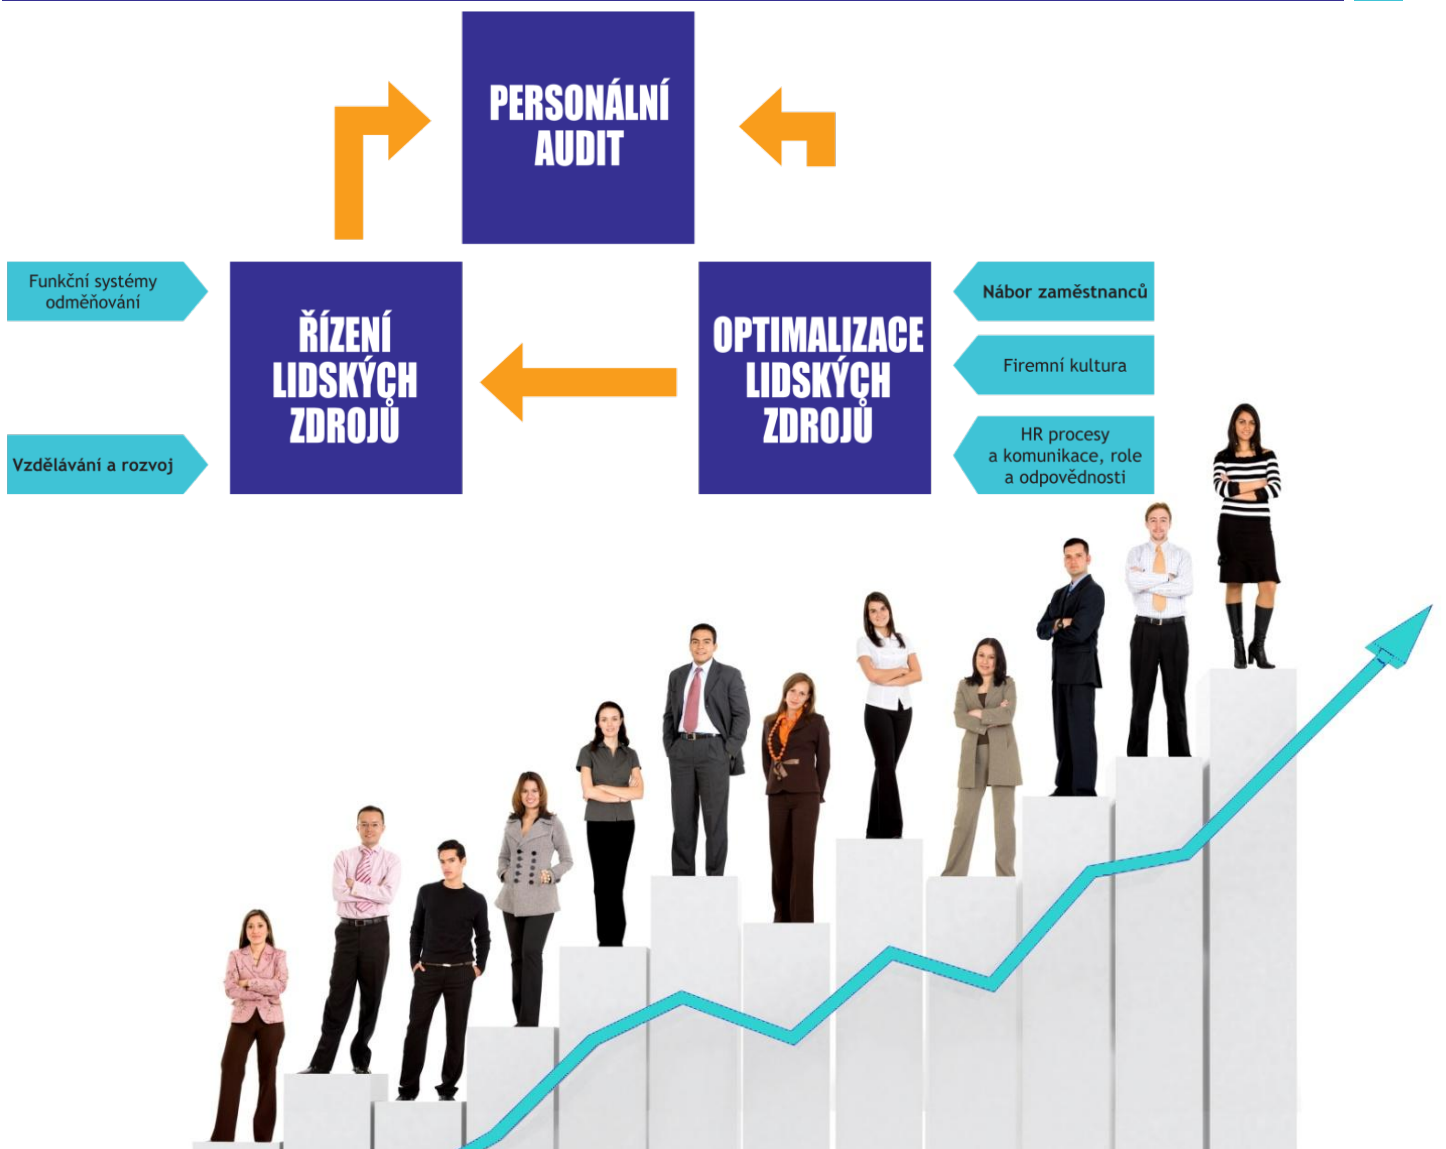 PERSONÁLNÍ
AUDIT
Funkční systémy
odměňování
Vzdělávání a rozvoj
ŘÍZENÍ
LIDSKÝCH
ZDROJŮ
OPTIMALIZACE
LIDSKÝCH
ZDROJŮ
Nábor zaměstnanců
Firemní kultura
HR procesy
a komunikace, role
a odpovědnosti